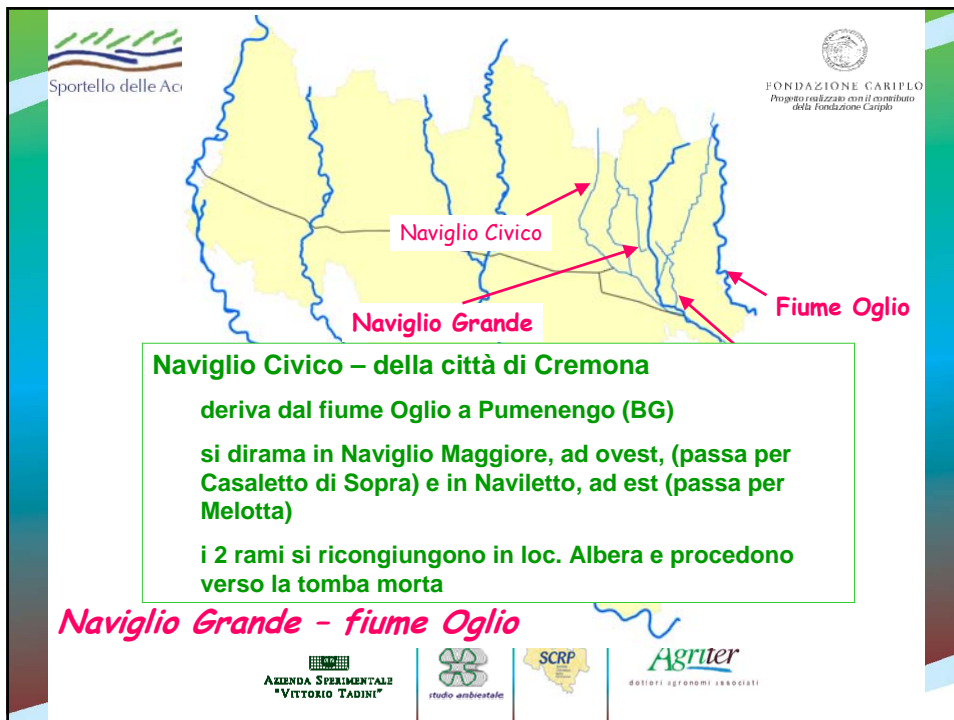 Sportello delle Acc
FONDAZIONE CARIPLO
Progetto realizzato con il contributo
della Fondazione Cariplo
Naviglio Civico
Naviglio Grande
Fiume Oglio
Naviglio Civico – della città di Cremona
deriva dal fiume Oglio a Pumenengo (BG)
si dirama in Naviglio Maggiore, ad ovest, (passa per
Casaletto di Sopra) e in Naviletto, ad est (passa per
Melotta)
i 2 rami si ricongiungono in loc. Albera e procedono
verso la tomba morta
Naviglio Grande – fiume Oglio
AZIENDA SPERIMENTALE
"VITTORIO TADINI"
studio ambientale
SCRP
Agriter
dottori agronomi associati